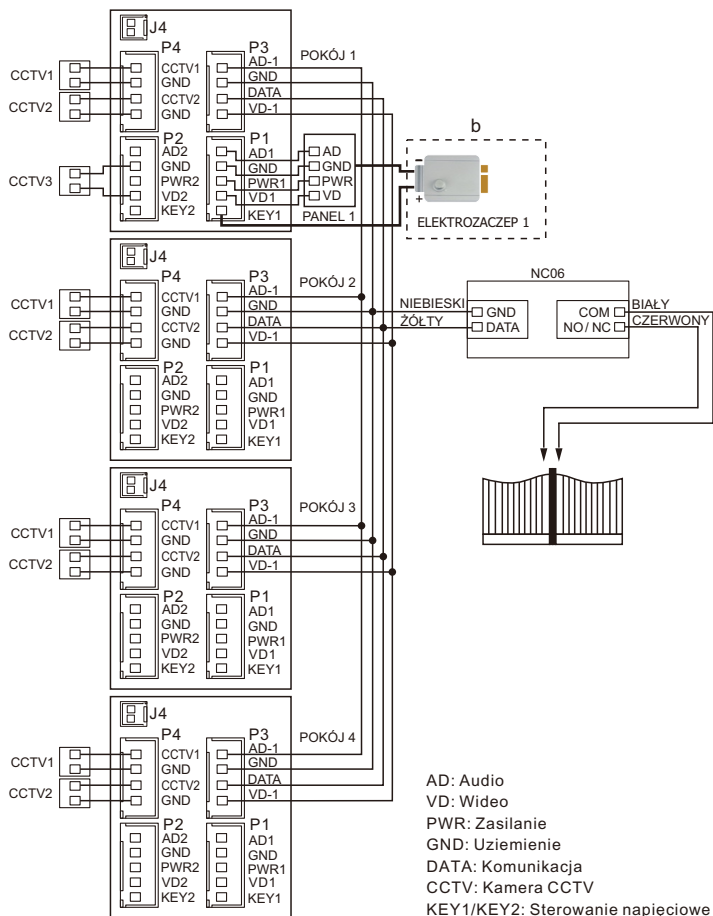 J4
P4
P3
CCTV1
CCTV2
CCTV1
GND
CCTV2
GND
AD-1
GND
DATA
VD-1
POKÓJ 1
P2
P1
CCTV3
AD2
GND
PWR2
VD2
KEY2
AD1
GND
PWR1
VD1
KEY1
AD
GND
PWR
VD
PANEL 1
b
-
+
ELEKTROZACZEP 1
J4
P4
P3
CCTV1
CCTV2
CCTV1
GND
CCTV2
GND
AD-1
GND
DATA
VD-1
POKÓJ 2
P2
P1
AD2
GND
PWR2
VD2
KEY2
AD1
GND
PWR1
VD1
KEY1
NC06
NIEBIESKI
ŻÓŁTY
GND
DATA
COM
NO/ NC
BIAŁY
CZERWONY
J4
P4
P3
CCTV1
CCTV2
CCTV1
GND
CCTV2
GND
AD-1
GND
DATA
VD-1
POKÓJ 3
P2
P1
AD2
GND
PWR2
VD2
KEY2
AD1
GND
PWR1
VD1
KEY1
J4
P4
P3
CCTV1
CCTV2
CCTV1
GND
CCTV2
GND
AD-1
GND
DATA
VD-1
POKÓJ 4
P2
P1
AD2
GND
PWR2
VD2
KEY2
AD1
GND
PWR1
VD1
KEY1
AD: Audio
VD: Wideo
PWR: Zasilanie
GND: Uziemienie
DATA: Komunikacja
CCTV: Kamera CCTV
KEY1/KEY2: Sterowanie napięciowe